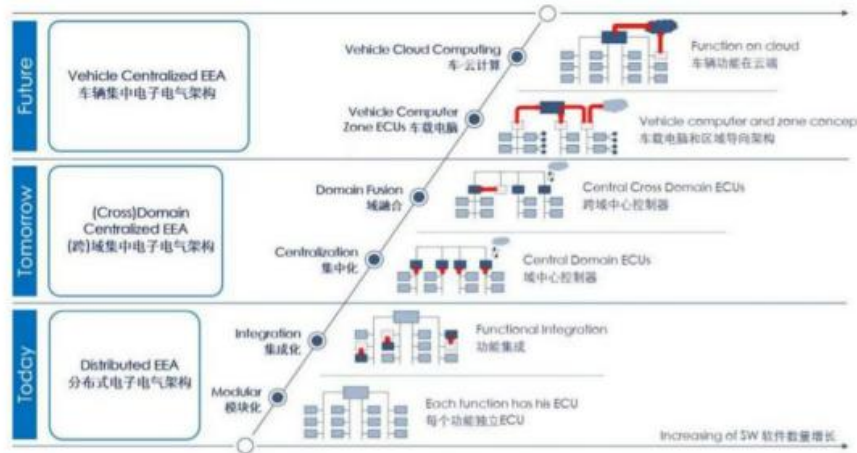 Future
Vehicle Centralized EEA
车辆集中电子电气架构
Vehicle Cloud Computing
车-云计算
Function on cloud
车辆功能在云端
Vehicle Computer
Zone ECUs 车载电脑
Vehicle computer and zone concep
车载电脑和区域导向架构
Tomorrow
(Cross)Domain
Centralized EEA
(跨)域集中电子电气架构
Domain Fusion
域融合
Central Cross Domain ECUs
跨域中心控制器
Centralization
集中化
Central Domain ECUs
域中心控制器
Today
Distributed EEA
分布式电子电气架构
Integration
集成化
Functional Integration
功能集成
Modular
模块化
Each function has his ECU
每个功能独立ECU
Increasing of SW 软件数量增长